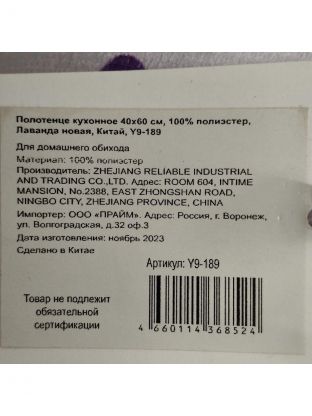 Полотенце кухонное 40х60 см, 100% полиэстер,
Лаванда новая, Китай, Y9-189
Для домашнего обихода
Материал: 100% полиэстер
Производитель: ZHEJIANG RELIABLE INDUSTRIAL
AND TRADING CO.,LTD. Адрес: ROOM 604, INTIME
MANSION, No.2388, EAST ZHONGSHAN ROAD,
NINGBO CITY, ZHEJIANG PROVINCE, CHINA
Импортер: ООО «ПРАЙМ». Адрес: Россия, г. Воронеж,
ул. Волгоградская, д.32 оф.3
Дата изготовления: ноябрь 2023
Сделано в Китае
Артикул: Y9-189
Товар не подлежит
обязательной
сертификации
4 660114 368524